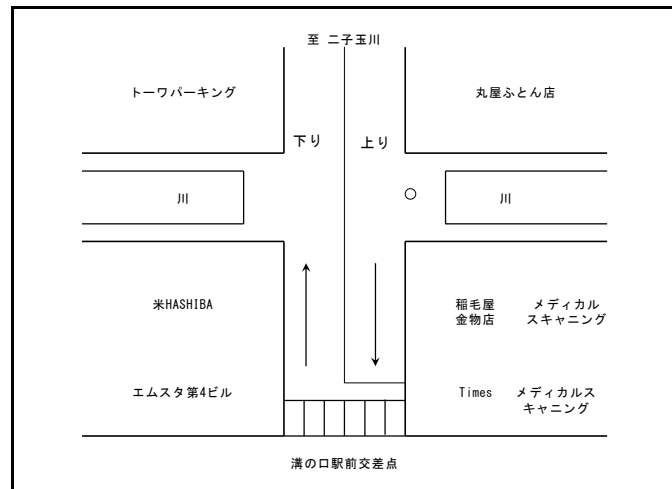 至 二子玉川
トーワパーキング
丸屋ふとん店
下り
上り
川
川
米HASHIBA
稲毛屋
金物店
メディカル
スキャニング
エムスタ第4ビル
Times
メディカルス
キャニング
溝の口駅前交差点